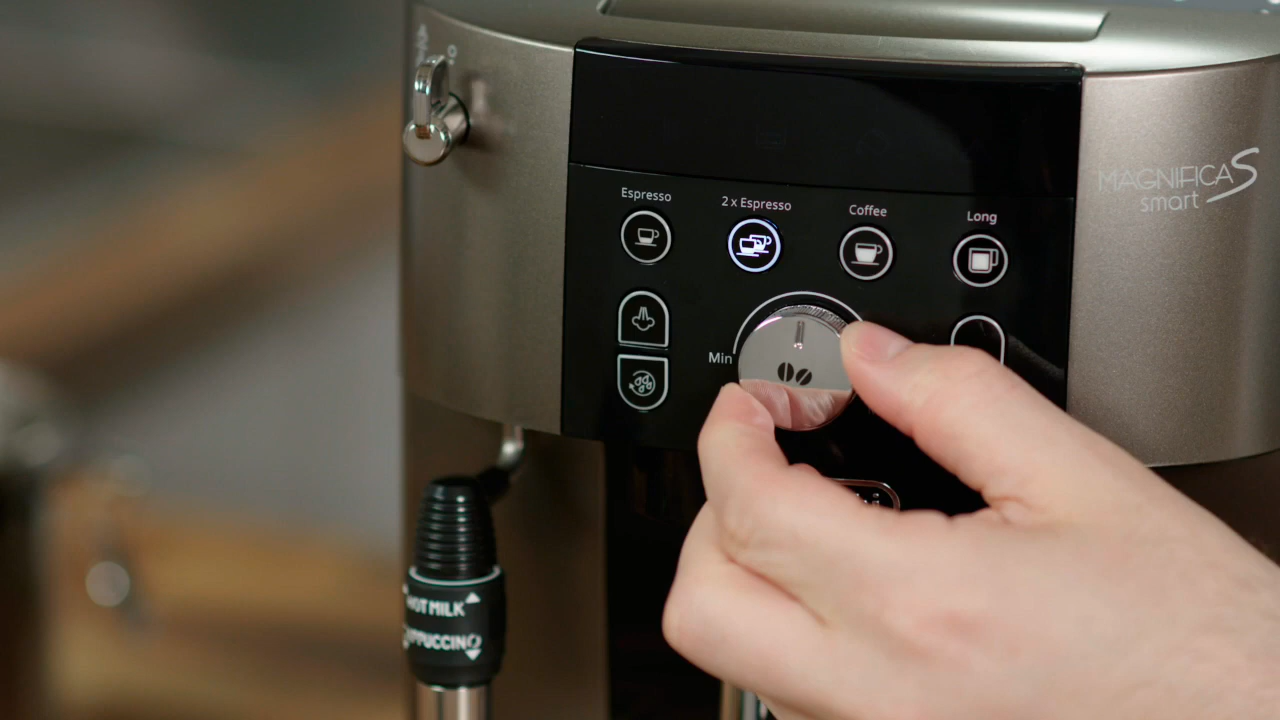 MAGNIFICA S
smart
Espresso
2 x Espresso
Coffee
Long
Min
HOT MILK
CAPPUCCINO